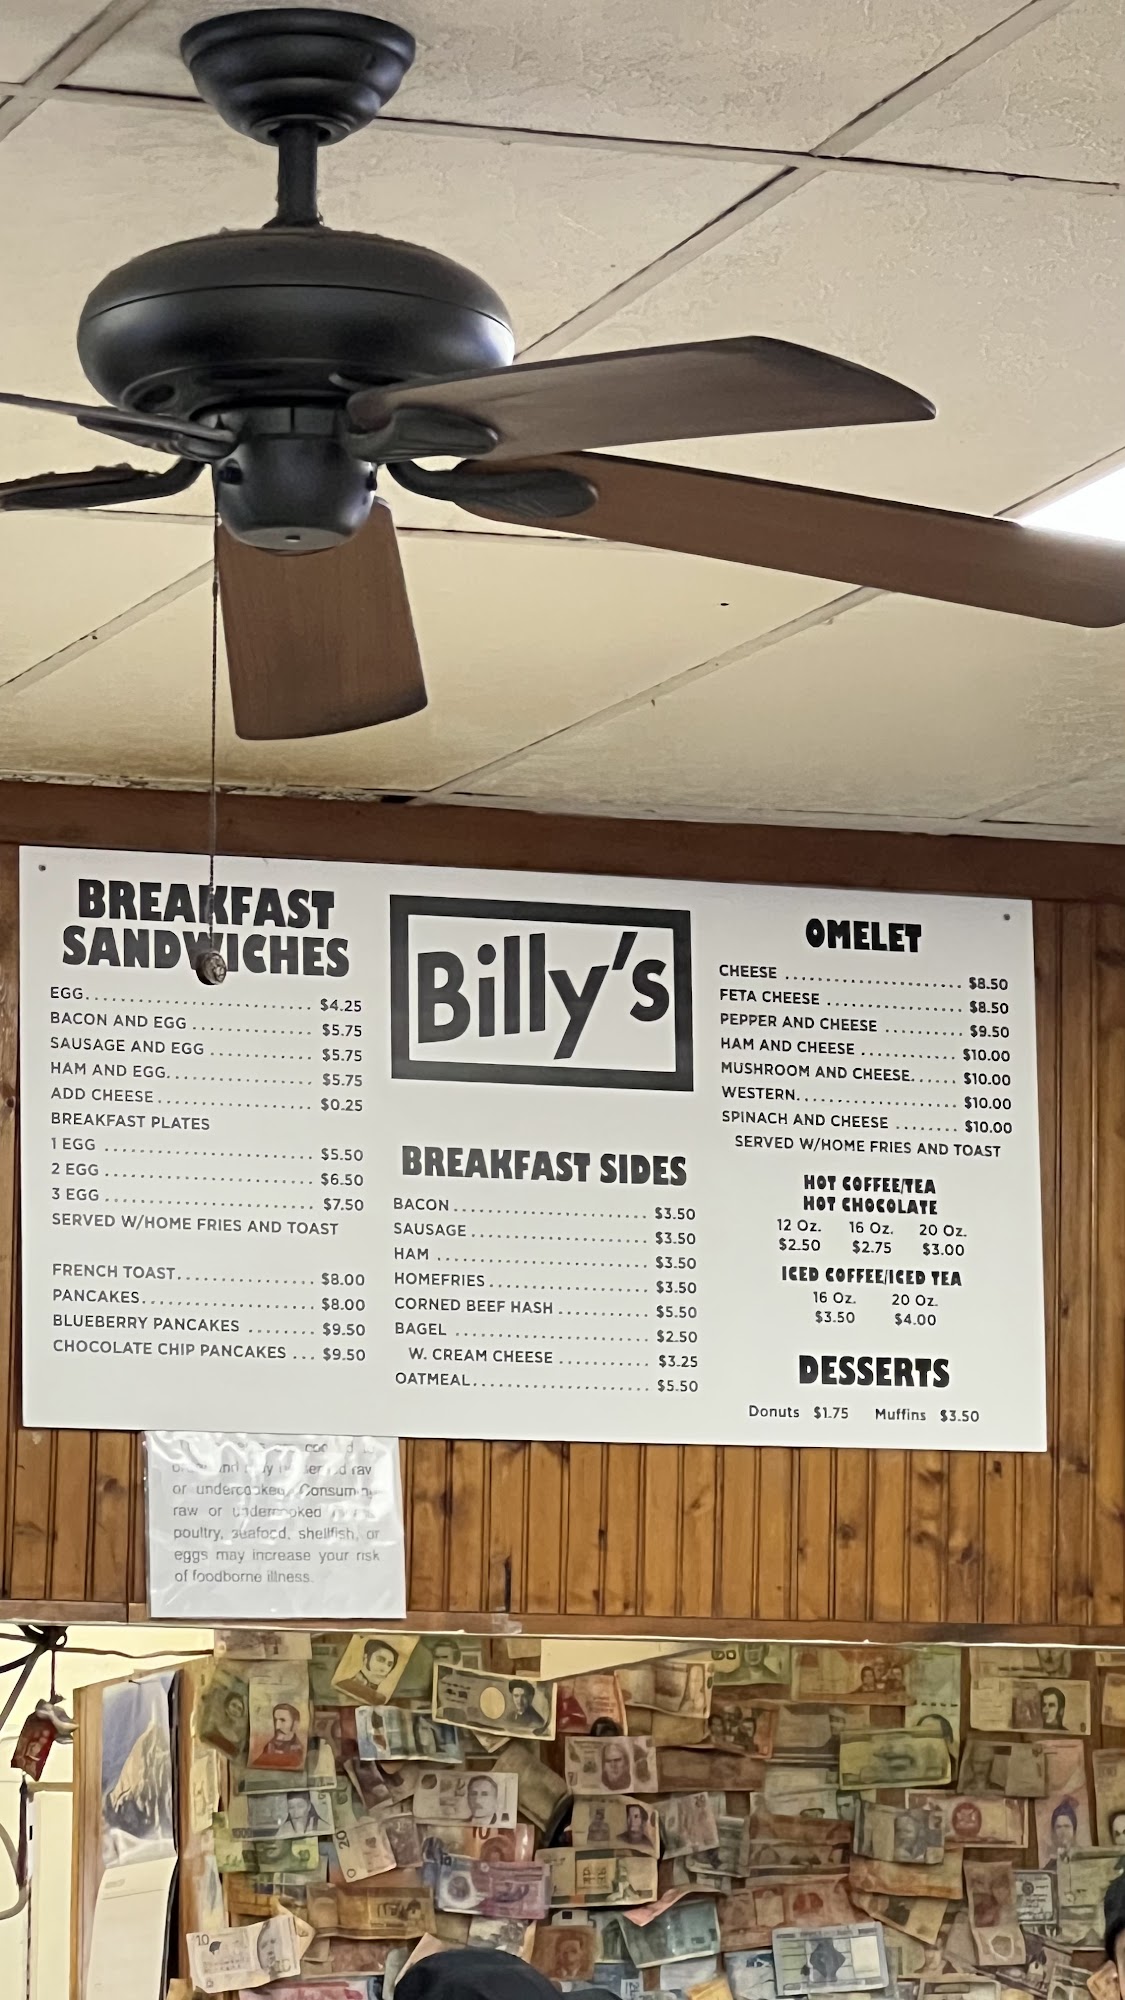 BREAKFAST
SANDWICHES
EGG........................ $4.25
BACON AND EGG ............. $5.75
SAUSAGE AND EGG ........... $5.75
HAM AND EGG................ $5.75
ADD CHEESE................. $0.25
BREAKFAST PLATES
1 EGG ..................... $5.50
2 EGG ..................... $6.50
3 EGG ..................... $7.50
SERVED W/HOME FRIES AND TOAST
FRENCH TOAST............... $8.00
PANCAKES................... $8.00
BLUEBERRY PANCAKES ........ $9.50
CHOCOLATE CHIP PANCAKES ... $9.50
Billy's
BREAKFAST SIDES
BACON...................... $3.50
SAUSAGE.................... $3.50
HAM ....................... $3.50
HOMEFRIES.................. $3.50
CORNED BEEF HASH .......... $5.50
BAGEL ..................... $2.50
W. CREAM CHEESE ........... $3.25
OATMEAL.................... $5.50
OMELET
CHEESE .................... $8.50
FETA CHEESE ............... $8.50
PEPPER AND CHEESE ......... $9.50
HAM AND CHEESE ............ $10.00
MUSHROOM AND CHEESE...... $10.00
WESTERN.................... $10.00
SPINACH AND CHEESE ........ $10.00
SERVED W/HOME FRIES AND TOAST
HOT COFFEE/TEA
HOT CHOCOLATE
12 Oz. 16 Oz. 20 Oz.
$2.50 $2.75 $3.00
ICED COFFEE/ICED TEA
16 Oz. 20 Oz.
$3.50 $4.00
DESSERTS
Donuts $1.75 Muffins $3.50
or undercooked. Consuming
raw or undercooked
poultry, seafood, shellfish, or
eggs may increase your risk
of foodborne illness.